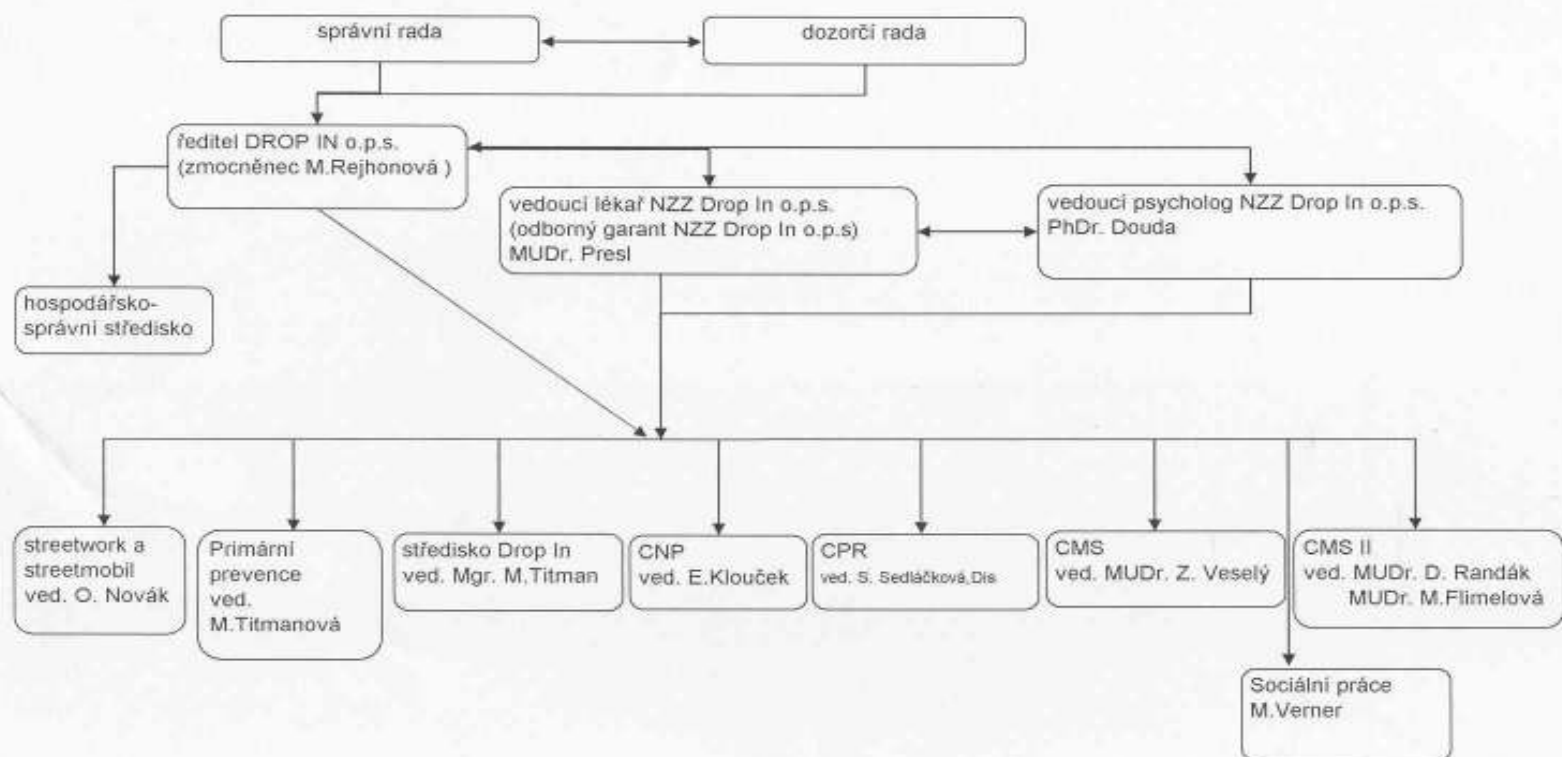 správní rada
dozorčí rada
ředitel DROP IN o.p.s.
(zmocněnec M.Rejhonová )
vedoucí lékař NZZ Drop In o.p.s.
(odborný garant NZZ Drop In o.p.s)
MUDr. Presl
vedoucí psycholog NZZ Drop In o.p.s.
PhDr. Douda
hospodářsko-
správní středisko
streetwork a
streetmobil
ved. O. Novák
Primární
prevence
ved.
M.Titmanová
středisko Drop In
ved. Mgr. M.Titman
CNP
ved. E.Klouček
CPR
ved. S. Sedláčková,Dis
CMS
ved. MUDr. Z. Veselý
CMS II
ved. MUDr. D. Randák
MUDr. M.Flimelová
Sociální práce
M.Verner